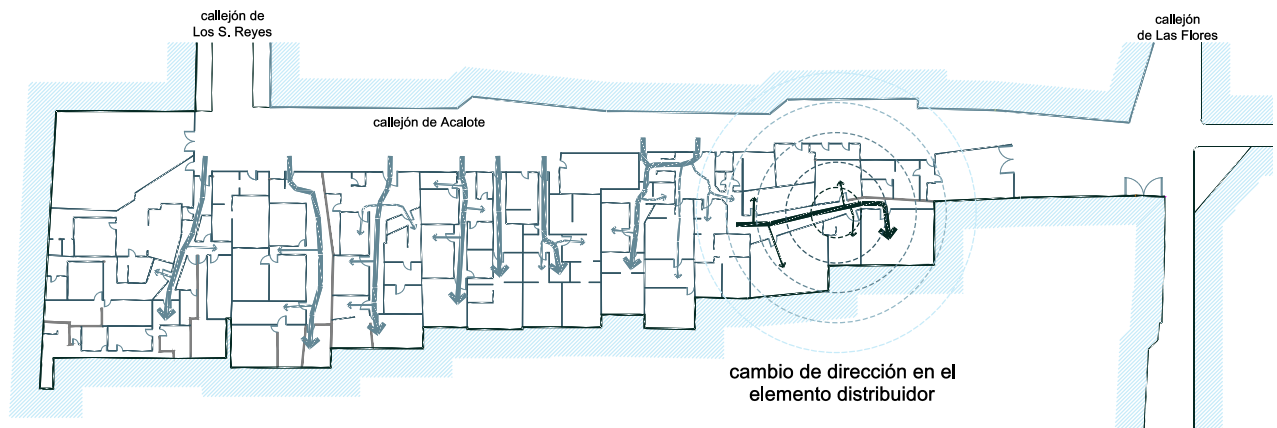 callejón de
Los S. Reyes
callejón
de Las Flores
callejón de Acalote
cambio de dirección en el
elemento distribuidor